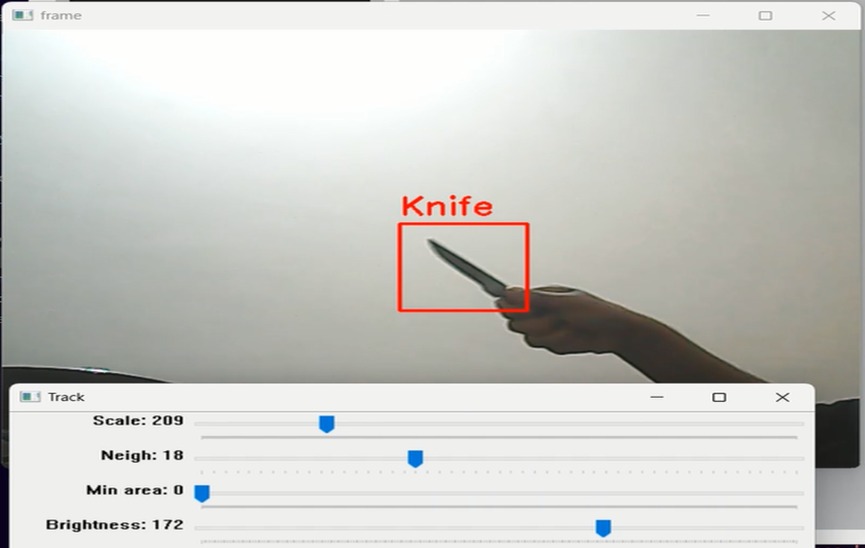 frame
Knife
Track
Scale: 209
Neigh: 18
Min area: 0
Brightness: 172